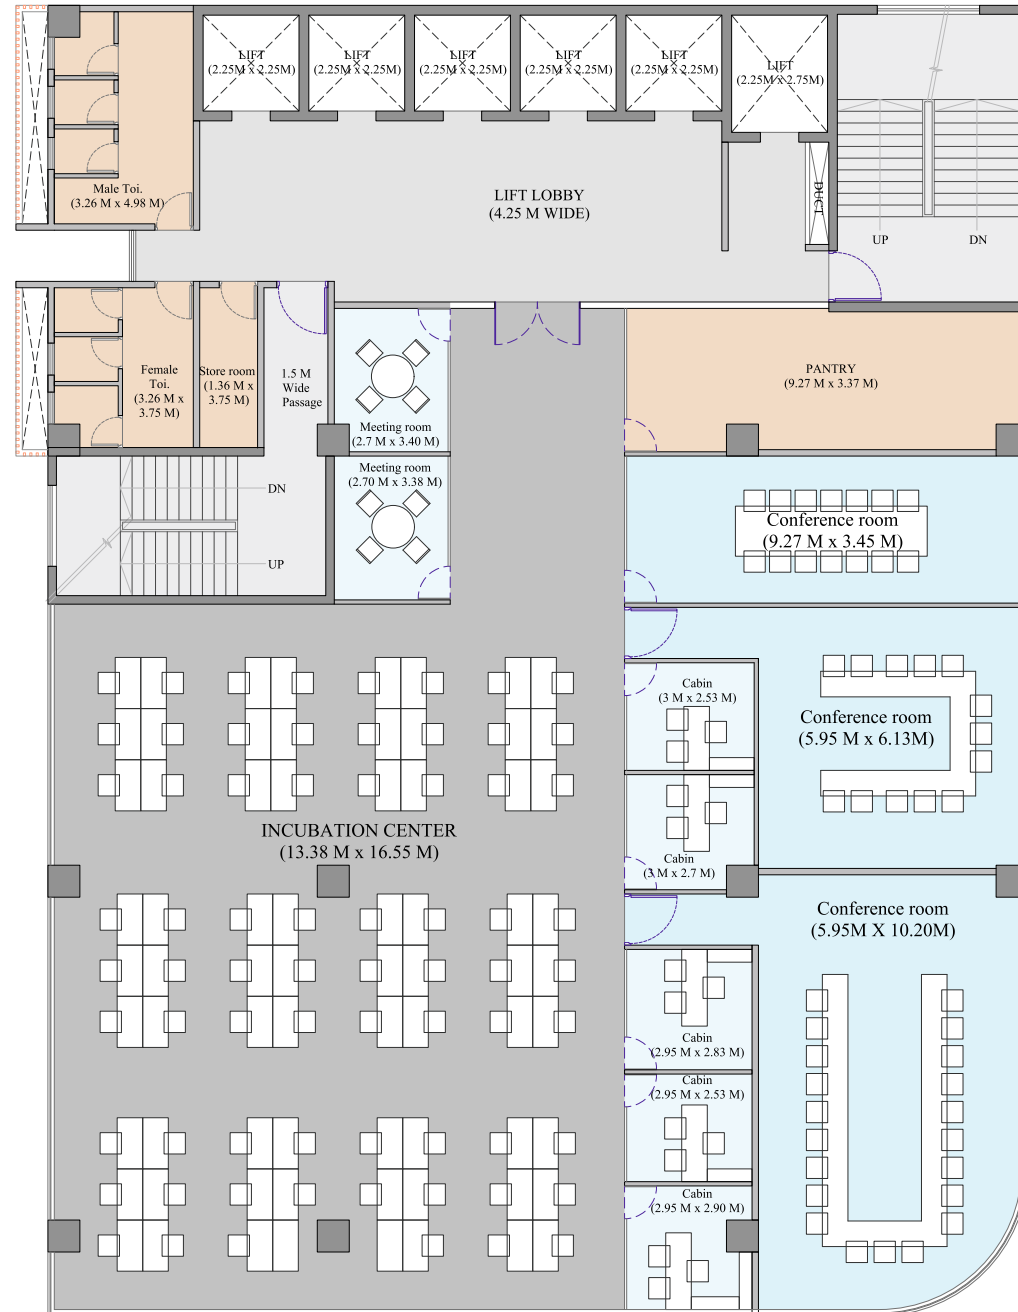 LIFT
(2.25M x 2.25M)
LIFT
(2.25M x 2.25M)
LIFT
(2.25M x 2.25M)
LIFT
(2.25M x 2.25M)
LIFT
(2.25M x 2.25M)
LIFT
(2.25M x 2.75M)
Male Toi.
(3.26 M x 4.98 M)
LIFT LOBBY
(4.25 M WIDE)
DUCT
UP
DN
Female
Toi.
(3.26 M x
3.75 M)
Store room
(1.36 M x
3.75 M)
1.5 M
Wide
Passage
Meeting room
(2.7 M x 3.40 M)
PANTRY
(9.27 M x 3.37 M)
Meeting room
(2.70 M x 3.38 M)
DN
UP
Conference room
(9.27 M x 3.45 M)
Cabin
(3 M x 2.53 M)
Conference room
(5.95 M x 6.13M)
INCUBATION CENTER
(13.38 M x 16.55 M)
Cabin
(3 M x 2.7 M)
Conference room
(5.95M X 10.20M)
Cabin
(2.95 M x 2.83 M)
Cabin
(2.95 M x 2.53 M)
Cabin
(2.95 M x 2.90 M)